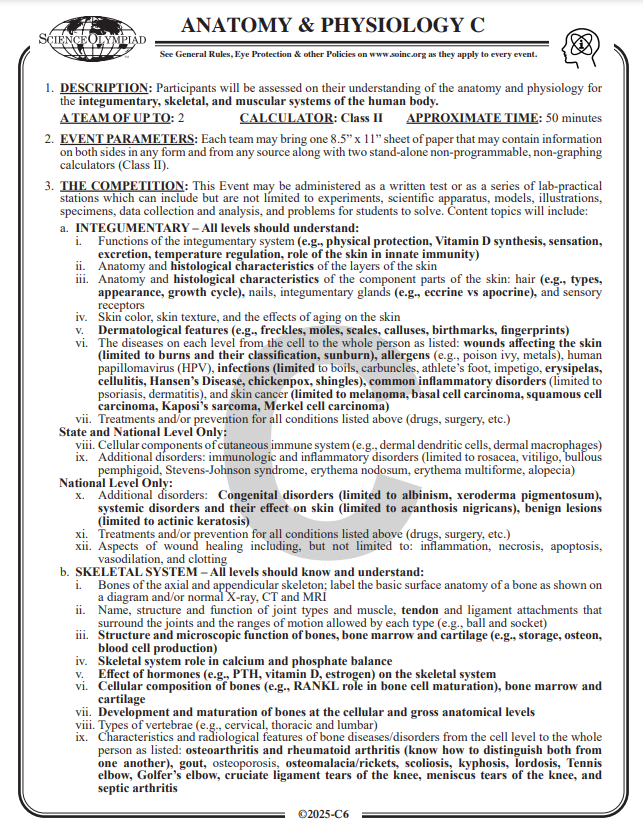 SCIENCE OLYMPIAD
ANATOMY & PHYSIOLOGY C
See General Rules, Eye Protection & other Policies on www.soinc.org as they apply to every event.
1. DESCRIPTION: Participants will be assessed on their understanding of the anatomy and physiology for
the integumentary, skeletal, and muscular systems of the human body.
A TEAM OF UP TO: 2 CALCULATOR: Class II APPROXIMATE TIME: 50 minutes
2. EVENT PARAMETERS: Each team may bring one 8.5” x 11” sheet of paper that may contain information
on both sides in any form and from any source along with two stand-alone non-programmable, non-graphing
calculators (Class II).
3. THE COMPETITION: This Event may be administered as a written test or as a series of lab-practical
stations which can include but are not limited to experiments, scientific apparatus, models, illustrations,
specimens, data collection and analysis, and problems for students to solve. Content topics will include:
a. INTEGUMENTARY – All levels should understand:
i. Functions of the integumentary system (e.g., physical protection, Vitamin D synthesis, sensation,
excretion, temperature regulation, role of the skin in innate immunity)
ii. Anatomy and histological characteristics of the layers of the skin
iii. Anatomy and histological characteristics of the component parts of the skin: hair (e.g., types,
appearance, growth cycle), nails, integumentary glands (e.g., eccrine vs apocrine), and sensory
receptors
iv. Skin color, skin texture, and the effects of aging on the skin
v. Dermatological features (e.g., freckles, moles, scales, calluses, birthmarks, fingerprints)
vi. The diseases on each level from the cell to the whole person as listed: wounds affecting the skin
(limited to burns and their classification, sunburn), allergens (e.g., poison ivy, metals), human
papillomavirus (HPV), infections (limited to boils, carbuncles, athlete’s foot, impetigo, erysipelas,
cellulitis, Hansen’s Disease, chickenpox, shingles), common inflammatory disorders (limited to
psoriasis, dermatitis), and skin cancer (limited to melanoma, basal cell carcinoma, squamous cell
carcinoma, Kaposi’s sarcoma, Merkel cell carcinoma)
vii. Treatments and/or prevention for all conditions listed above (drugs, surgery, etc.)
State and National Level Only:
viii. Cellular components of cutaneous immune system (e.g., dermal dendritic cells, dermal macrophages)
ix. Additional disorders: immunologic and inflammatory disorders (limited to rosacea, vitiligo, bullous
pemphigoid, Stevens-Johnson syndrome, erythema nodosum, erythema multiforme, alopecia)
National Level Only:
x. Additional disorders: Congenital disorders (limited to albinism, xeroderma pigmentosum),
systemic disorders and their effect on skin (limited to acanthosis nigricans), benign lesions
(limited to actinic keratosis)
xi. Treatments and/or prevention for all conditions listed above (drugs, surgery, etc.)
xii. Aspects of wound healing including, but not limited to: inflammation, necrosis, apoptosis,
vasodilation, and clotting
b. SKELETAL SYSTEM – All levels should know and understand:
i. Bones of the axial and appendicular skeleton; label the basic surface anatomy of a bone as shown on
a diagram and/or normal X-ray, CT and MRI
ii. Name, structure and function of joint types and muscle, tendon and ligament attachments that
surround the joints and the ranges of motion allowed by each type (e.g., ball and socket)
iii. Structure and microscopic function of bones, bone marrow and cartilage (e.g., storage, osteon,
blood cell production)
iv. Skeletal system role in calcium and phosphate balance
v. Effect of hormones (e.g., PTH, vitamin D, estrogen) on the skeletal system
vi. Cellular composition of bones (e.g., RANKL role in bone cell maturation), bone marrow and
cartilage
vii. Development and maturation of bones at the cellular and gross anatomical levels
viii. Types of vertebrae (e.g., cervical, thoracic and lumbar)
ix. Characteristics and radiological features of bone diseases/disorders from the cell level to the whole
person as listed: osteoarthritis and rheumatoid arthritis (know how to distinguish both from
one another), gout, osteoporosis, osteomalacia/rickets, scoliosis, kyphosis, lordosis, Tennis
elbow, Golfer’s elbow, cruciate ligament tears of the knee, meniscus tears of the knee, and
septic arthritis
C
©2025-C6